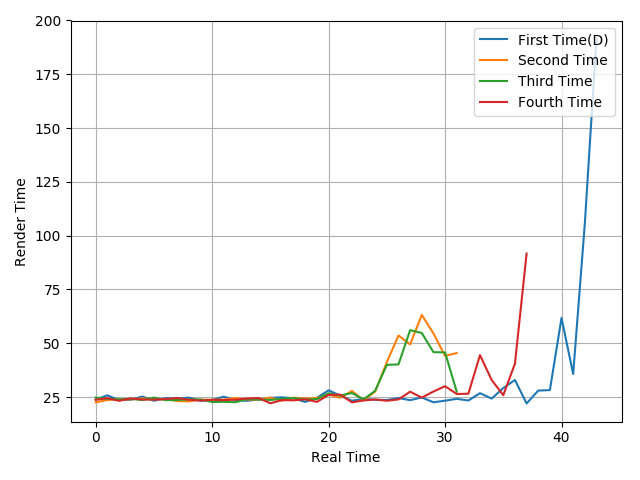 200
175
150
125
100
75
50
25
0
10
20
30
40
Render Time
Real Time
First Time(D)
Second Time
Third Time
Fourth Time